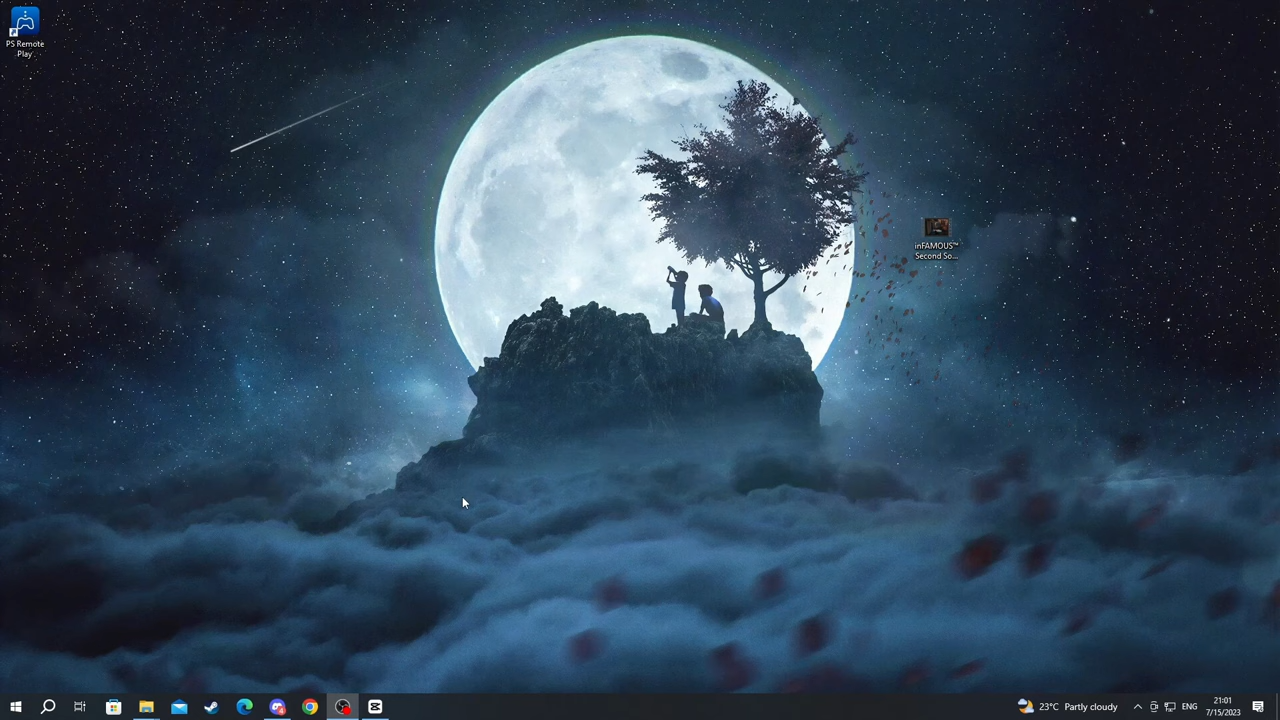 PS Remote
Play
inFAMOUS™
Second So...
23°C Partly cloudy
ENG
21:01
7/15/2023